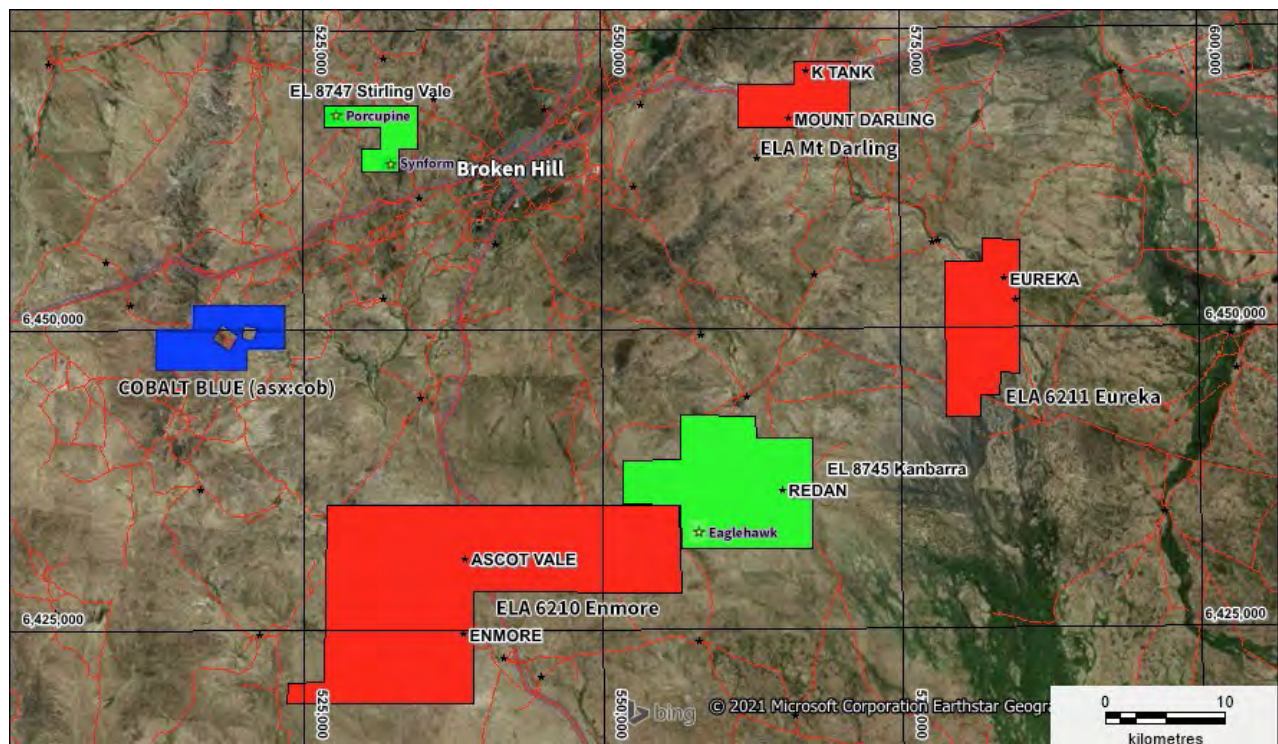 525,000
550,000
575,000
600,000
K TANK
EL 8747 Stirling Vale
Porcupine
MOUNT DARLING
ELA Mt Darling
Synform
Broken Hill
EUREKA
6,450,000
6,450,000
COBALT BLUE (asx:cob)
ELA 6211 Eureka
EL 8745 Kanbarra
REDAN
Eaglehawk
ASCOT VALE
ELA 6210 Enmore
6,425,000
6,425,000
ENMORE
525,000
550,000
bing
© 2021 Microsoft Corporation Earthstar
0 10
kilometres